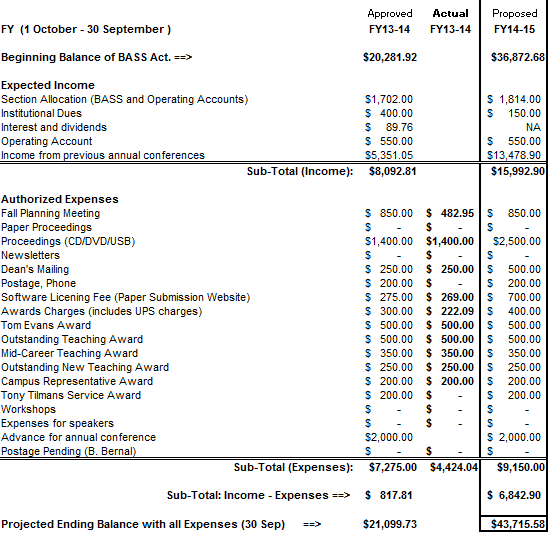 Approved Actual Proposed
FY (1 October - 30 September ) FY13-14 FY13-14 FY14-15
Beginning Balance of BASS Act. ==> $20,281.92 $36,872.68
Expected Income
Section Allocation (BASS and Operating Accounts) $1,702.00 $ 1,814.00
Institutional Dues $ 400.00 $ 150.00
Interest and dividends $ 89.76 NA
Operating Account $ 550.00 $ 550.00
Income from previous annual conferences $5,351.05 $13,478.90
Sub-Total (Income): $8,092.81 $15,992.90
Authorized Expenses
Fall Planning Meeting $ 850.00 $ 482.95 $ 850.00
Paper Proceedings $ - $ - $ -
Proceedings (CD/DVD/USB) $1,400.00 $1,400.00 $2,500.00
Newsletters $ - $ - $ -
Dean's Mailing $ 250.00 $ 250.00 $ 500.00
Postage, Phone $ 200.00 $ - $ 200.00
Software Licening Fee (Paper Submission Website) $ 275.00 $ 269.00 $ 700.00
Awards Charges (includes UPS charges) $ 300.00 $ 222.09 $ 400.00
Tom Evans Award $ 500.00 $ 500.00 $ 500.00
Outstanding Teaching Award $ 500.00 $ 500.00 $ 500.00
Mid-Career Teaching Award $ 350.00 $ 350.00 $ 350.00
Outstanding New Teaching Award $ 250.00 $ 250.00 $ 250.00
Campus Representative Award $ 200.00 $ 200.00 $ 200.00
Tony Tilmans Service Award $ 200.00 $ - $ 200.00
Workshops $ - $ - $ -
Expenses for speakers $ - $ - $ -
Advance for annual conference $2,000.00 $ 2,000.00
Postage Pending (B. Bernal) $ - $ - $ -
Sub-Total (Expenses): $7,275.00 $4,424.04 $9,150.00
Sub-Total: Income - Expenses ==> $ 817.81 $ 6,842.90
Projected Ending Balance with all Expenses (30 Sep) ==> $21,099.73 $43,715.58